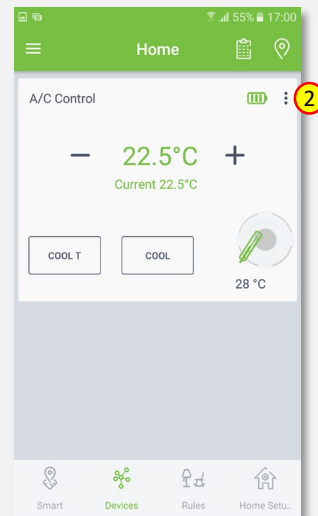 55% 17:00
Home
A/C Control
2
— 22.5°C +
Current 22.5°C
COOL T COOL
28 °C
Smart Devices Rules Home Setu..